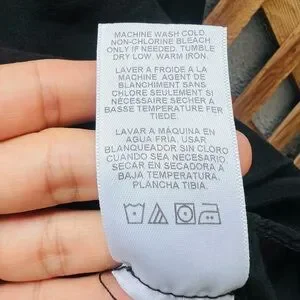 MACHINE WASH COLD.
NON-CHLORINE BLEACH
ONLY IF NEEDED. TUMBLE
DRY LOW. WARM IRON.
LAVER A FROIDE A LA
MACHINE. AGENT DE
BLANCHIMENT SANS
CHLORE SEULEMENT SI
NÉCESSAIRE SECHER A
BASSE TEMPERATURE FER
TIEDE.
LAVAR A MÁQUINA EN
AGUA FRIA. USAR
BLANQUEADOR SIN CLORO
CUANDO SEA NECESARIO.
SECAR EN SECADORA A
BAJA TEMPERATURA.
PLANCHA TIBIA.